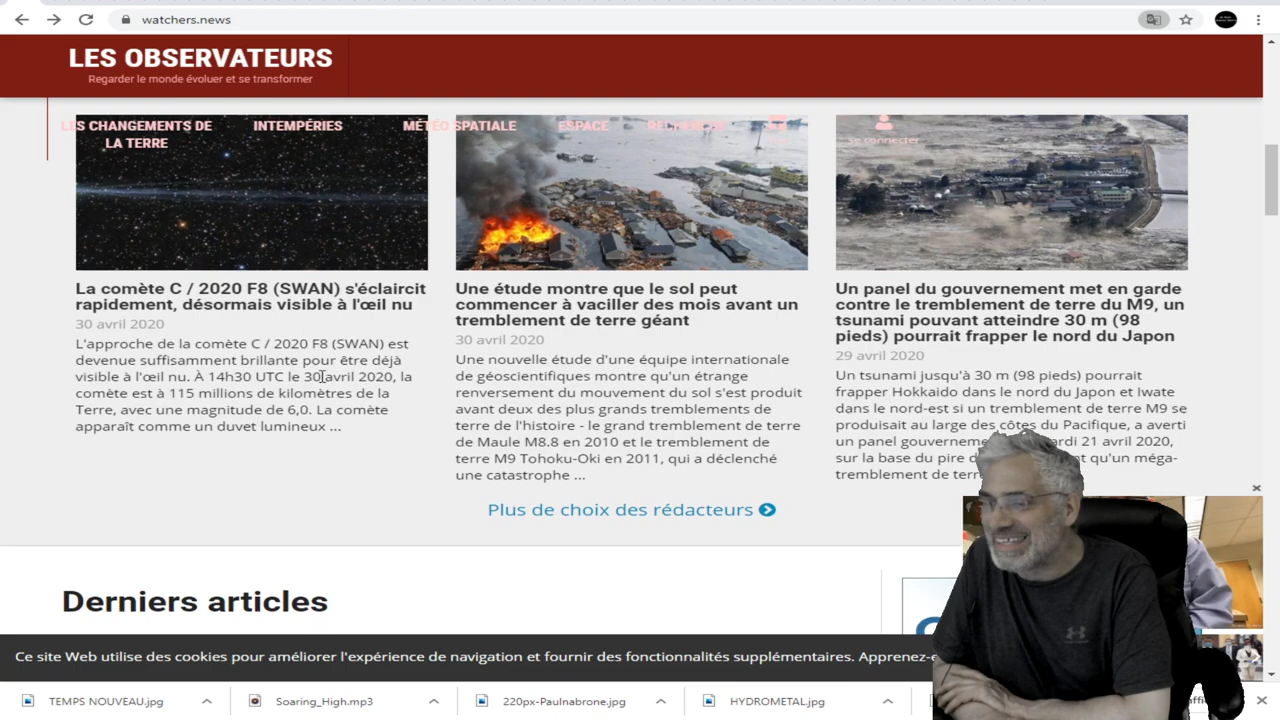 watchers.news
LES OBSERVATEURS
Regarder le monde évoluer et se transformer
LES CHANGEMENTS DE
LA TERRE
INTEMPÉRIES
MÉTÉO SPATIALE
ESPACE
se connecter
La comète C / 2020 F8 (SWAN) s'éclaircit
rapidement, désormais visible à l'œil nu
30 avril 2020
L'approche de la comète C / 2020 F8 (SWAN) est
devenue suffisamment brillante pour être déjà
visible à l'œil nu. À 14h30 UTC le 30 avril 2020, la
comète est à 115 millions de kilomètres de la
Terre, avec une magnitude de 6,0. La comète
apparaît comme un duvet lumineux ...
Une étude montre que le sol peut
commencer à vaciller des mois avant un
tremblement de terre géant
30 avril 2020
Une nouvelle étude d'une équipe internationale
de géoscientifiques montre qu'un étrange
renversement du mouvement du sol s'est produit
avant deux des plus grands tremblements de
terre de l'histoire - le grand tremblement de terre
de Maule M8.8 en 2010 et le tremblement de
terre M9 Tohoku-Oki en 2011, qui a déclenché
une catastrophe ...
Un panel du gouvernement met en garde
contre le tremblement de terre du M9, un
tsunami pouvant atteindre 30 m (98
pieds) pourrait frapper le nord du Japon
29 avril 2020
Un tsunami jusqu'à 30 m (98 pieds) pourrait
frapper Hokkaido dans le nord du Japon et Iwate
dans le nord-est si un tremblement de terre M9 se
produisait au large des côtes du Pacifique, a averti
un panel 21 avril 2020,
sur la base du pire qu'un méga-
tremblement de
Plus de choix des rédacteurs
Derniers articles
Ce site Web utilise des cookies pour améliorer l'expérience de navigation et fournir des fonctionnalités supplémentaires.
TEMPS NOUVEAU.jpg
Soaring_High.mp3
220px-Paulnabrone.jpg
HYDROMETAL.jpg